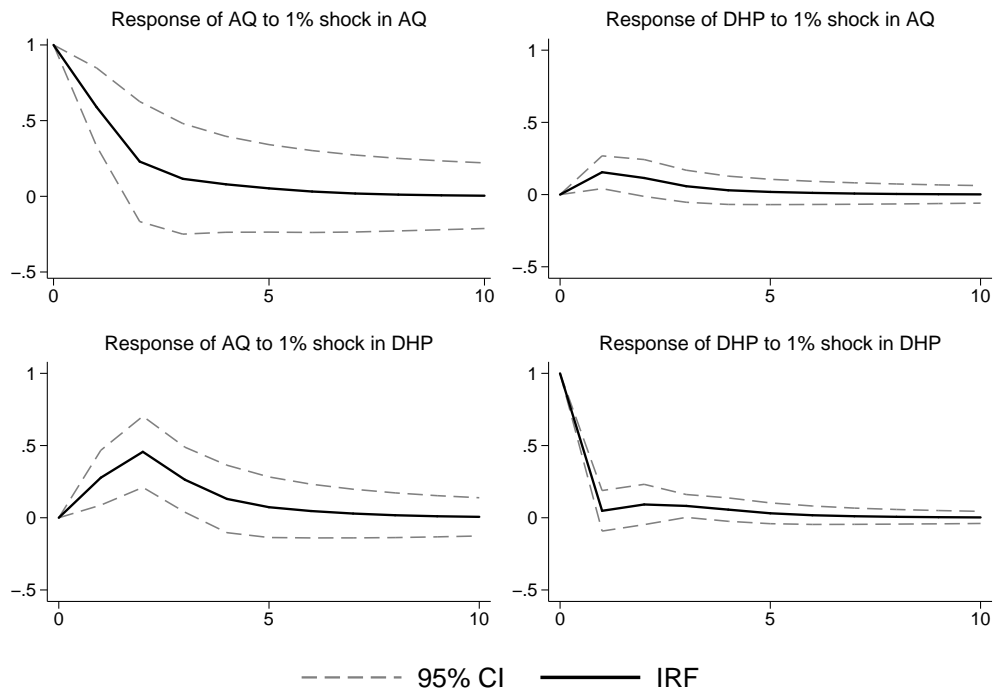 Response of AQ to 1% shock in AQ
1
.5
0
−.5
0 5 10
Response of DHP to 1% shock in AQ
1
.5
0
−.5
0 5 10
Response of AQ to 1% shock in DHP
1
.5
0
−.5
0 5 10
Response of DHP to 1% shock in DHP
1
.5
0
−.5
0 5 10
95% CI IRF